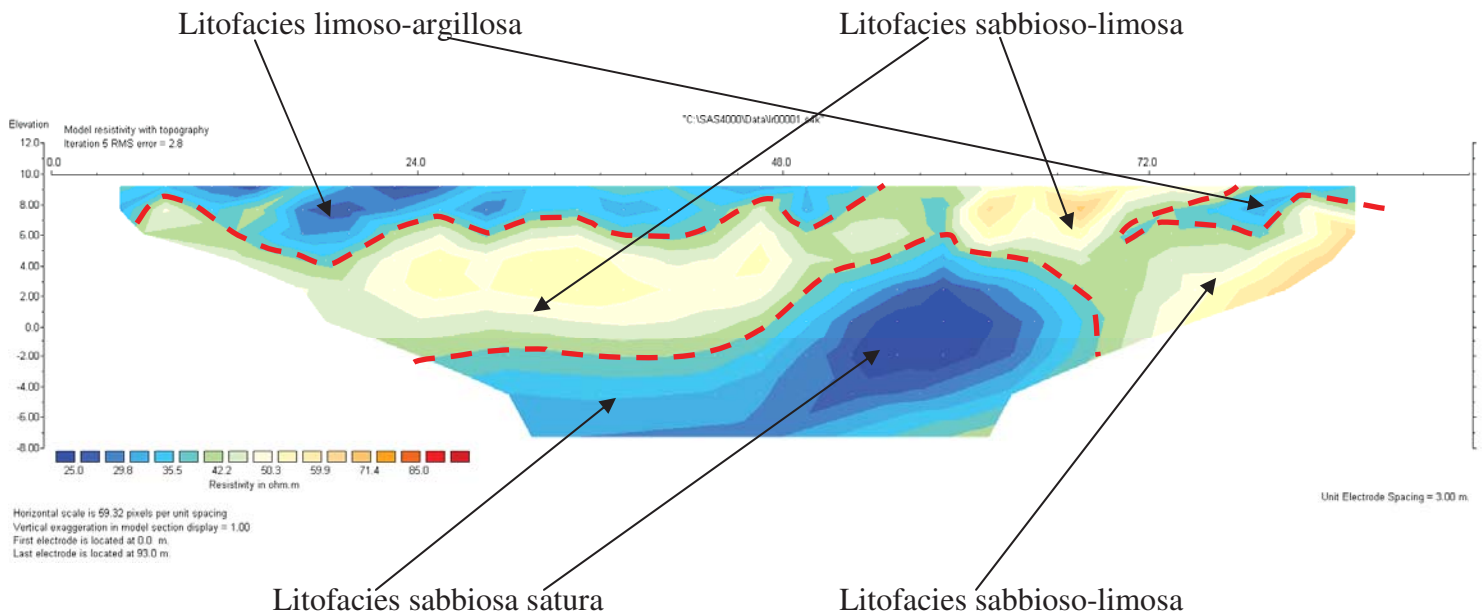 Litofacies limoso-argillosa
Litofacies sabbioso-limosa
Elevation
Model resistivity with topography
Iteration 5 RMS error = 2.8
12.0
0.0
24.0
48.0
72.0
10.0
8.00
6.00
4.00
2.00
0.0
-2.00
-4.00
-6.00
-8.00
25.0 29.8 35.5 42.2 50.3 59.9 71.4 85.0
Resistivity in ohm.m
Unit Electrode Spacing = 3.00 m.
Horizontal scale is 59.32 pixels per unit spacing
Vertical exaggeration in model section display = 1.00
First electrode is located at 0.0 m.
Last electrode is located at 93.0 m.
Litofacies sabbiosa satura
Litofacies sabbioso-limosa